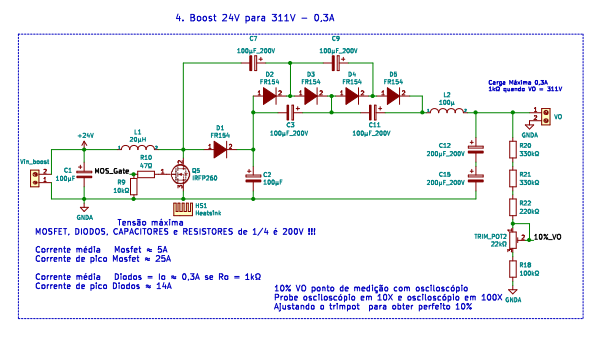 4. Boost 24V para 311V - 0,3A
C7
100µF_200V
C9
100µF_200V
D2
FR154
D3
FR154
D4
FR154
D5
FR154
Carga Máxima 0,3A
1kΩ quando VO = 311V
L2
100µ
VO
GNDA
C3
100µF_200V
C11
100µF_200V
+24V
L1
20µH
D1
FR154
Vin_boost
C1
100µF
MOS_Gate
R10
47Ω
R9
10kΩ
Q5
IRFP260
C2
100µF
C12
200µF_200V
C15
200µF_200V
R20
330kΩ
R21
330kΩ
R22
220kΩ
HS1
Heatsink
GNDA
TRIM_POT2
22kΩ
10%_VO
R18
100kΩ
GNDA
Tensão máxima
MOSFET, DIODOS, CAPACITORES e RESISTORES de 1/4 é 200V !!!
Corrente média Mosfet ≈ 5A
Corrente de pico Mosfet ≈ 25A
Corrente média Diodos = Io ≈ 0,3A se Ro = 1kΩ
Corrente de pico Diodos ≈ 14A
10% VO ponto de medição com osciloscópio
Probe osciloscópio em 10X e osciloscópio em 100X
Ajustando o trimpot para obter perfeito 10%